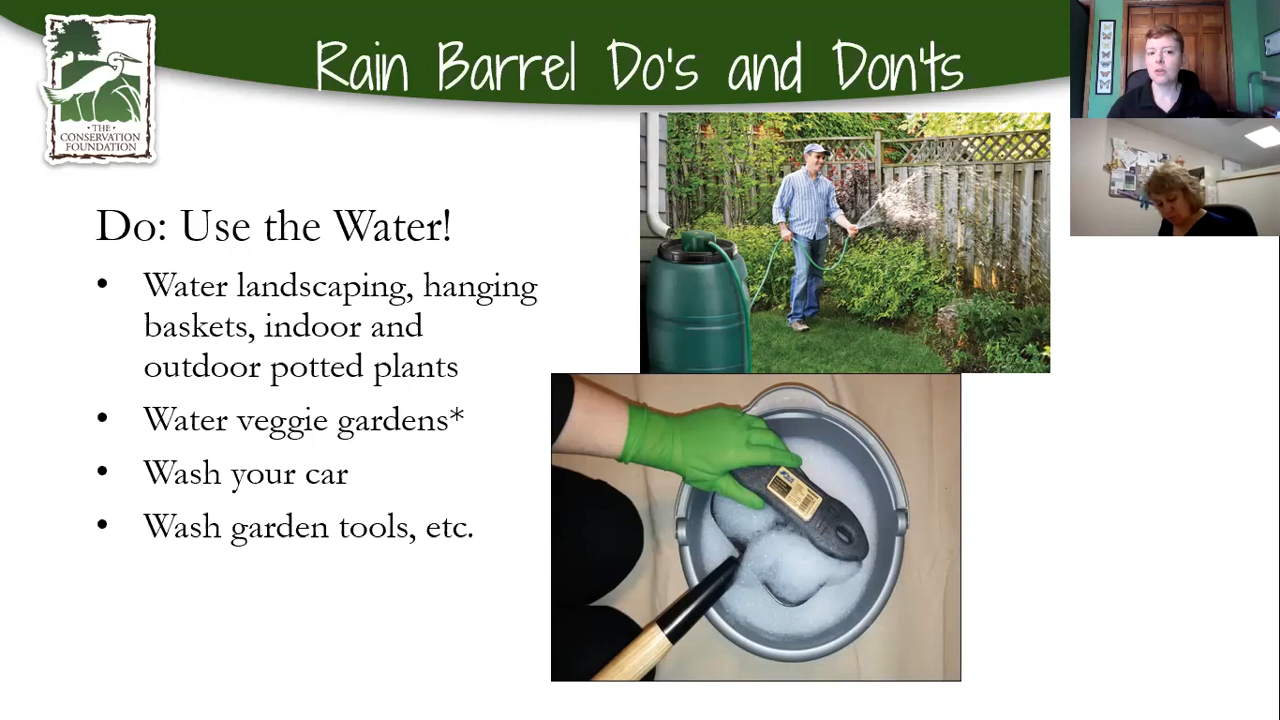 Rain Barrel Do's and Don'ts
· THE ·
CONSERVATION
FOUNDATION
Do: Use the Water!
• Water landscaping, hanging
baskets, indoor and
outdoor potted plants
• Water veggie gardens*
• Wash your car
• Wash garden tools, etc.